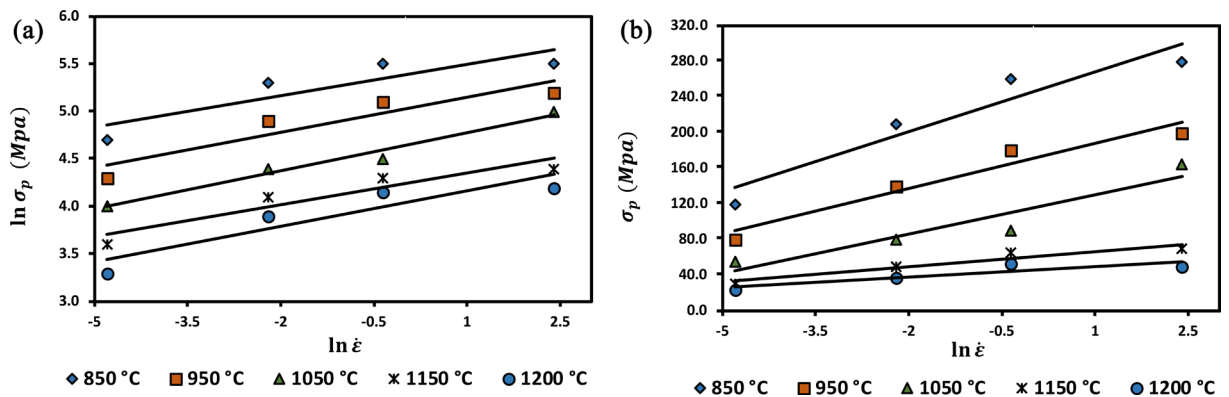 (a)
ln σp (Mpa)
6.0
5.5
5.0
4.5
4.0
3.5
3.0
-5 -3.5 -2 -0.5 1 2.5
ln ε̇
850 °C 950 °C 1050 °C 1150 °C 1200 °C
(b)
σp (Mpa)
320.0
280.0
240.0
200.0
160.0
120.0
80.0
40.0
0.0
-5 -3.5 -2 -0.5 1 2.5
ln ε̇
850 °C 950 °C 1050 °C 1150 °C 1200 °C